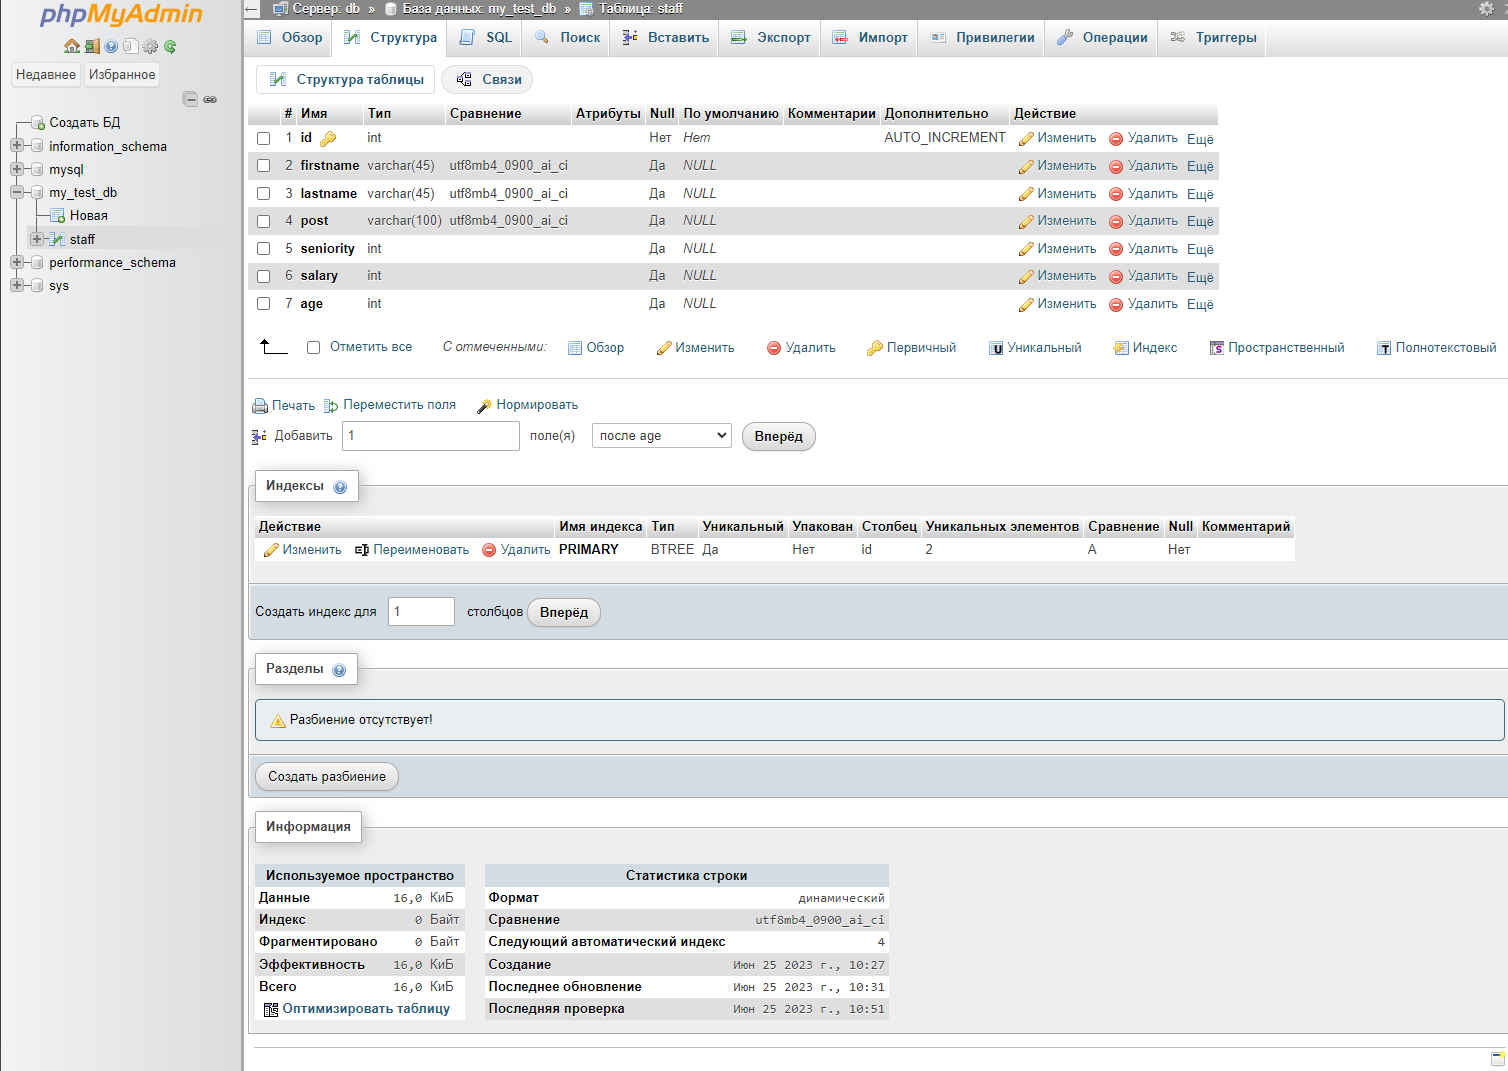 phpMyAdmin
Недавнее Избранное
Создать БД
information_schema
mysql
my_test_db
Новая
staff
performance_schema
sys
Сервер: db » База данных: my_test_db » Таблица: staff
Обзор Структура SQL Поиск Вставить Экспорт Импорт Привилегии Операции Триггеры
Структура таблицы Связи
# Имя Тип Сравнение Атрибуты Null По умолчанию Комментарии Дополнительно Действие
1 id int Нет Нет AUTO_INCREMENT Изменить Удалить Ещё
2 firstname varchar(45) utf8mb4_0900_ai_ci Да NULL Изменить Удалить Ещё
3 lastname varchar(45) utf8mb4_0900_ai_ci Да NULL Изменить Удалить Ещё
4 post varchar(100) utf8mb4_0900_ai_ci Да NULL Изменить Удалить Ещё
5 seniority int Да NULL Изменить Удалить Ещё
6 salary int Да NULL Изменить Удалить Ещё
7 age int Да NULL Изменить Удалить Ещё
Отметить все С отмеченными: Обзор Изменить Удалить Первичный Уникальный Индекс Пространственный Полнотекстовый
Печать Переместить поля Нормировать
Добавить 1 поле(я) после age Вперёд
Индексы
Действие Имя индекса Тип Уникальный Упакован Столбец Уникальных элементов Сравнение Null Комментарий
Изменить Переименовать Удалить PRIMARY BTREE Да Нет id 2 A Нет
Создать индекс для 1 столбцов Вперёд
Разделы
Разбиение отсутствует!
Создать разбиение
Информация
Используемое пространство
Данные 16,0 КиБ
Индекс 0 Байт
Фрагментировано 0 Байт
Эффективность 16,0 КиБ
Всего 16,0 КиБ
Оптимизировать таблицу
Статистика строки
Формат динамический
Сравнение utf8mb4_0900_ai_ci
Следующий автоматический индекс 4
Создание Июн 25 2023 г., 10:27
Последнее обновление Июн 25 2023 г., 10:31
Последняя проверка Июн 25 2023 г., 10:51